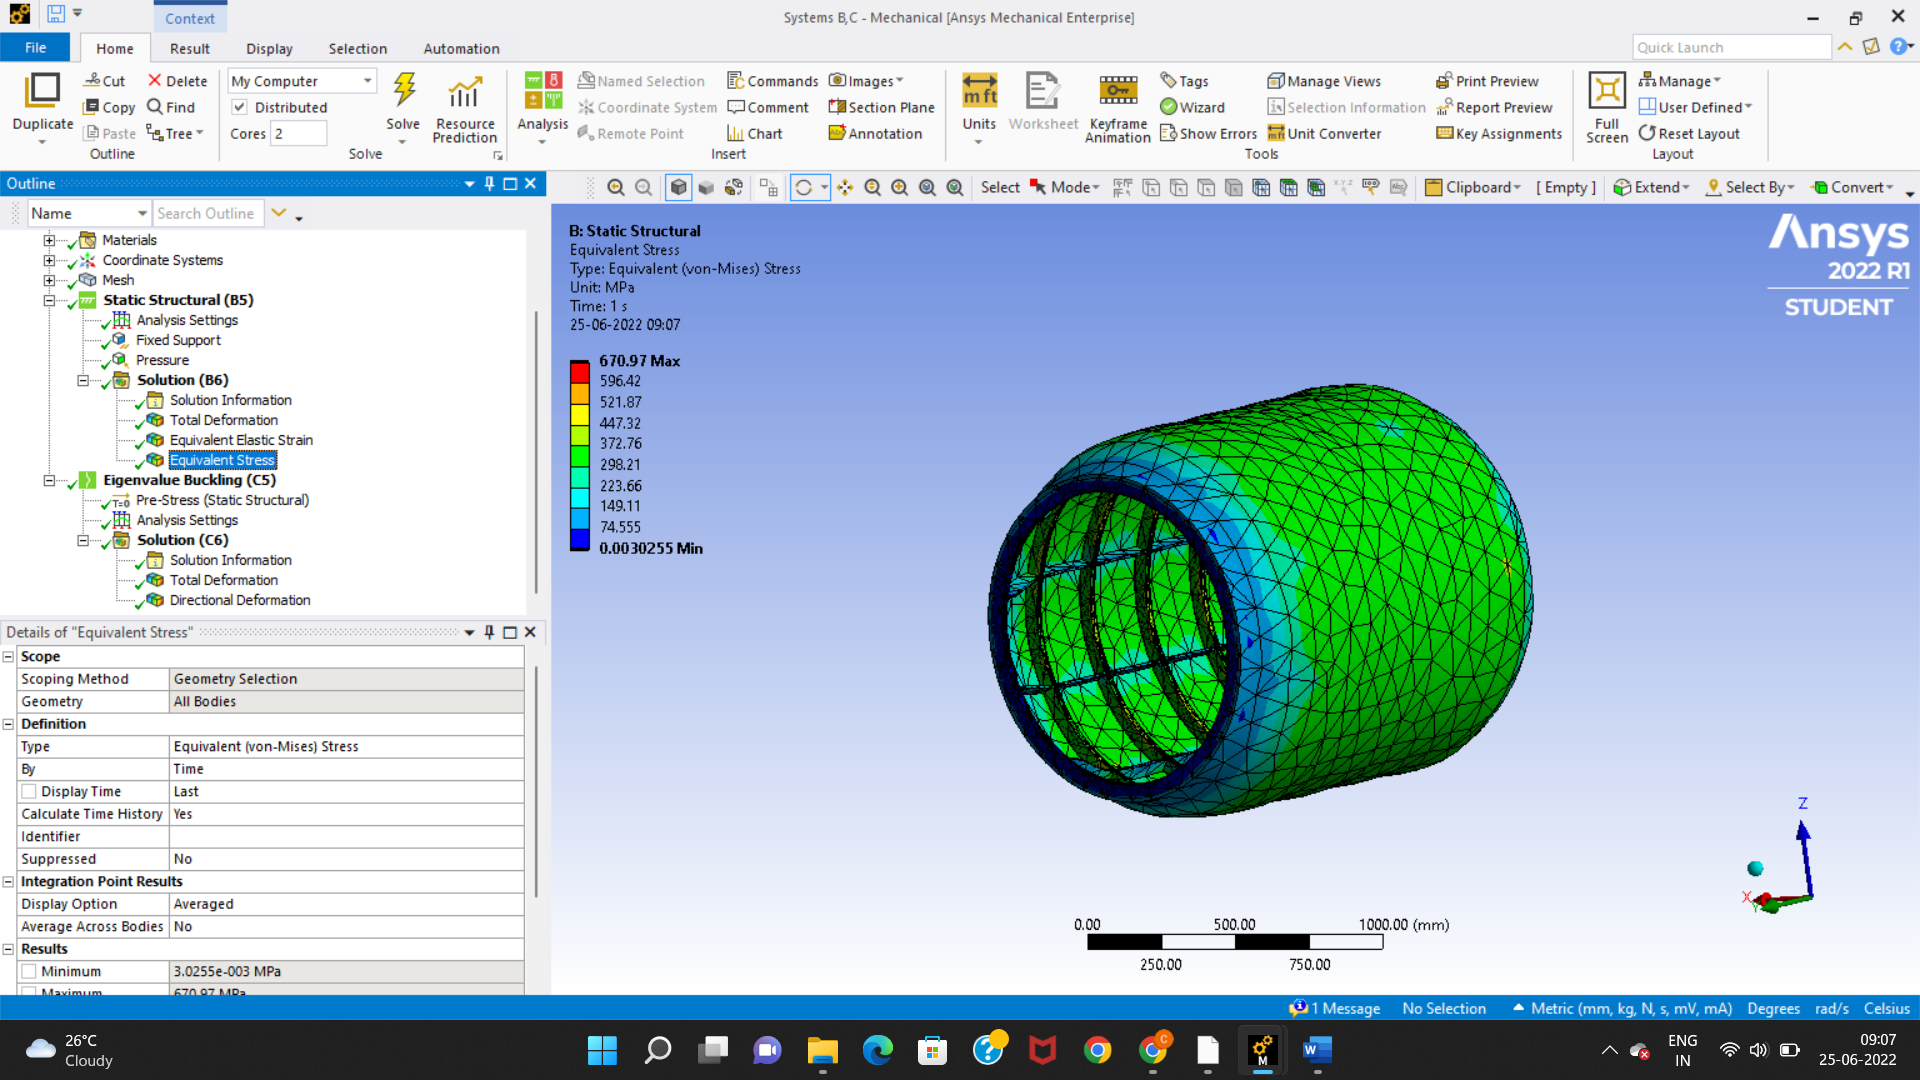 Context
Systems B,C - Mechanical [Ansys Mechanical Enterprise]
File
Home
Result
Display
Selection
Automation
Quick Launch
Duplicate
Cut
Delete
Copy
Find
Paste
Tree
Outline
My Computer
Distributed
Cores 2
Solve
Resource Prediction
Solve
Analysis
Named Selection
Coordinate System
Remote Point
Commands
Comment
Chart
Images
Section Plane
Annotation
Insert
Units
Worksheet
Keyframe Animation
Tags
Wizard
Show Errors
Manage Views
Selection Information
Unit Converter
Print Preview
Report Preview
Key Assignments
Tools
Full Screen
Manage
User Defined
Reset Layout
Layout
Outline
Name
Search Outline
Select
Mode
Clipboard
[ Empty ]
Extend
Select By
Convert
Materials
Coordinate Systems
Mesh
Static Structural (B5)
Analysis Settings
Fixed Support
Pressure
Solution (B6)
Solution Information
Total Deformation
Equivalent Elastic Strain
Equivalent Stress
Eigenvalue Buckling (C5)
Pre-Stress (Static Structural)
Analysis Settings
Solution (C6)
Solution Information
Total Deformation
Directional Deformation
Details of "Equivalent Stress"
Scope
Scoping Method Geometry Selection
Geometry All Bodies
Definition
Type Equivalent (von-Mises) Stress
By Time
Display Time Last
Calculate Time History Yes
Identifier
Suppressed No
Integration Point Results
Display Option Averaged
Average Across Bodies No
Results
Minimum 3.0255e-003 MPa
Maximum 670.97 MPa
B: Static Structural
Equivalent Stress
Type: Equivalent (von-Mises) Stress
Unit: MPa
Time: 1 s
25-06-2022 09:07
670.97 Max
596.42
521.87
447.32
372.76
298.21
223.66
149.11
74.555
0.0030255 Min
Ansys
2022 R1
STUDENT
Z
X
Y
0.00 500.00 1000.00 (mm)
250.00 750.00
1 Message
No Selection
Metric (mm, kg, N, s, mV, mA)
Degrees
rad/s
Celsius
26°C
Cloudy
ENG
IN
09:07
25-06-2022